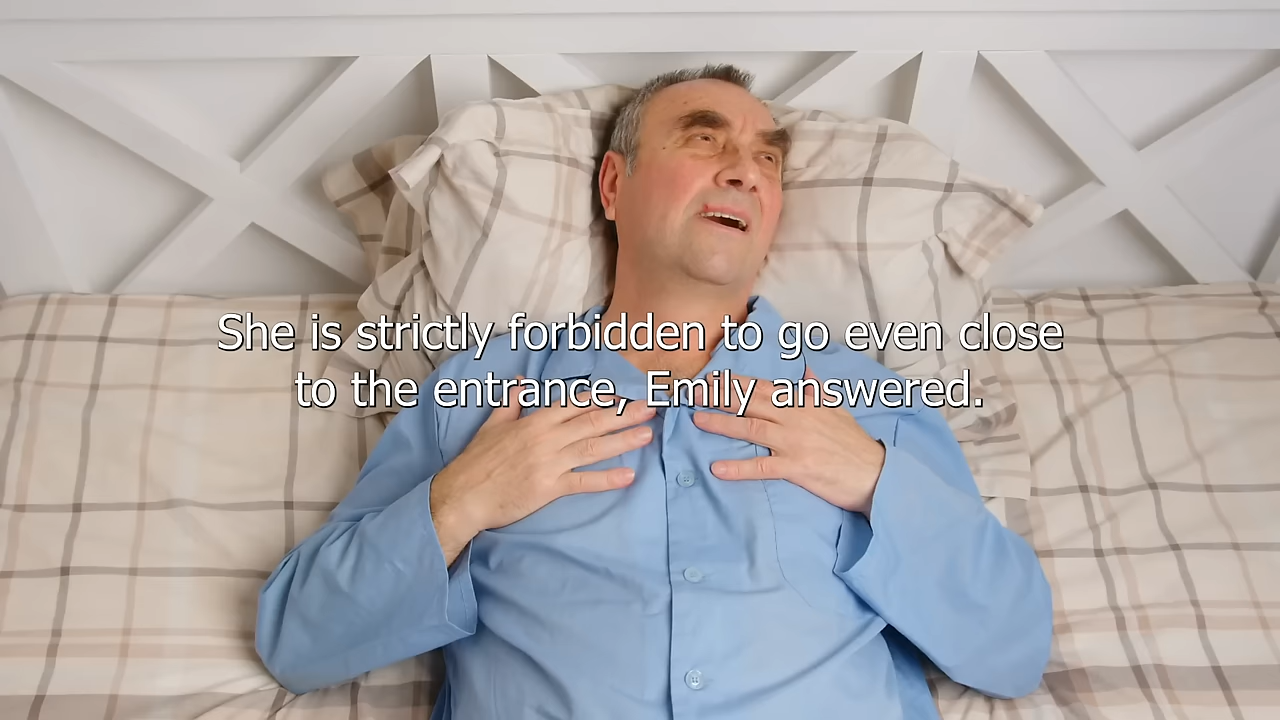 She is strictly forbidden to go even close
to the entrance, Emily answered.